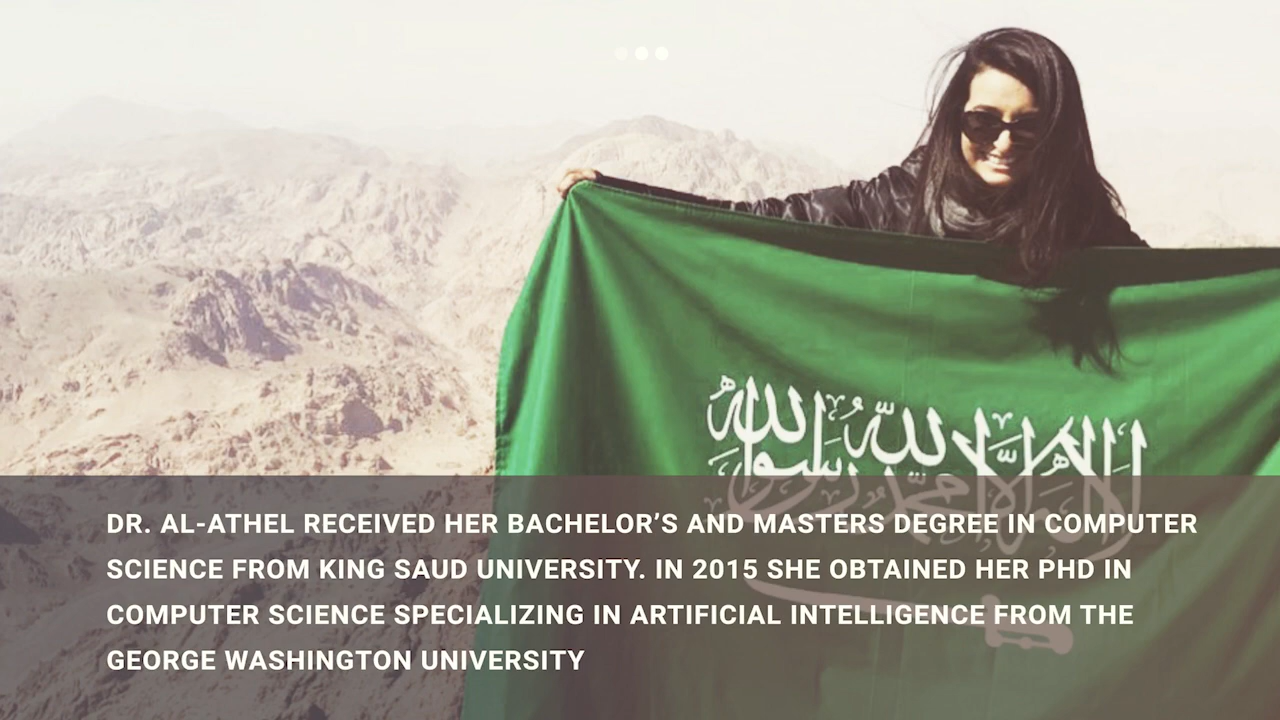 لا إله إلا الله محمد رسول الله
DR. AL-ATHEL RECEIVED HER BACHELOR’S AND MASTERS DEGREE IN COMPUTER
SCIENCE FROM KING SAUD UNIVERSITY. IN 2015 SHE OBTAINED HER PHD IN
COMPUTER SCIENCE SPECIALIZING IN ARTIFICIAL INTELLIGENCE FROM THE
GEORGE WASHINGTON UNIVERSITY